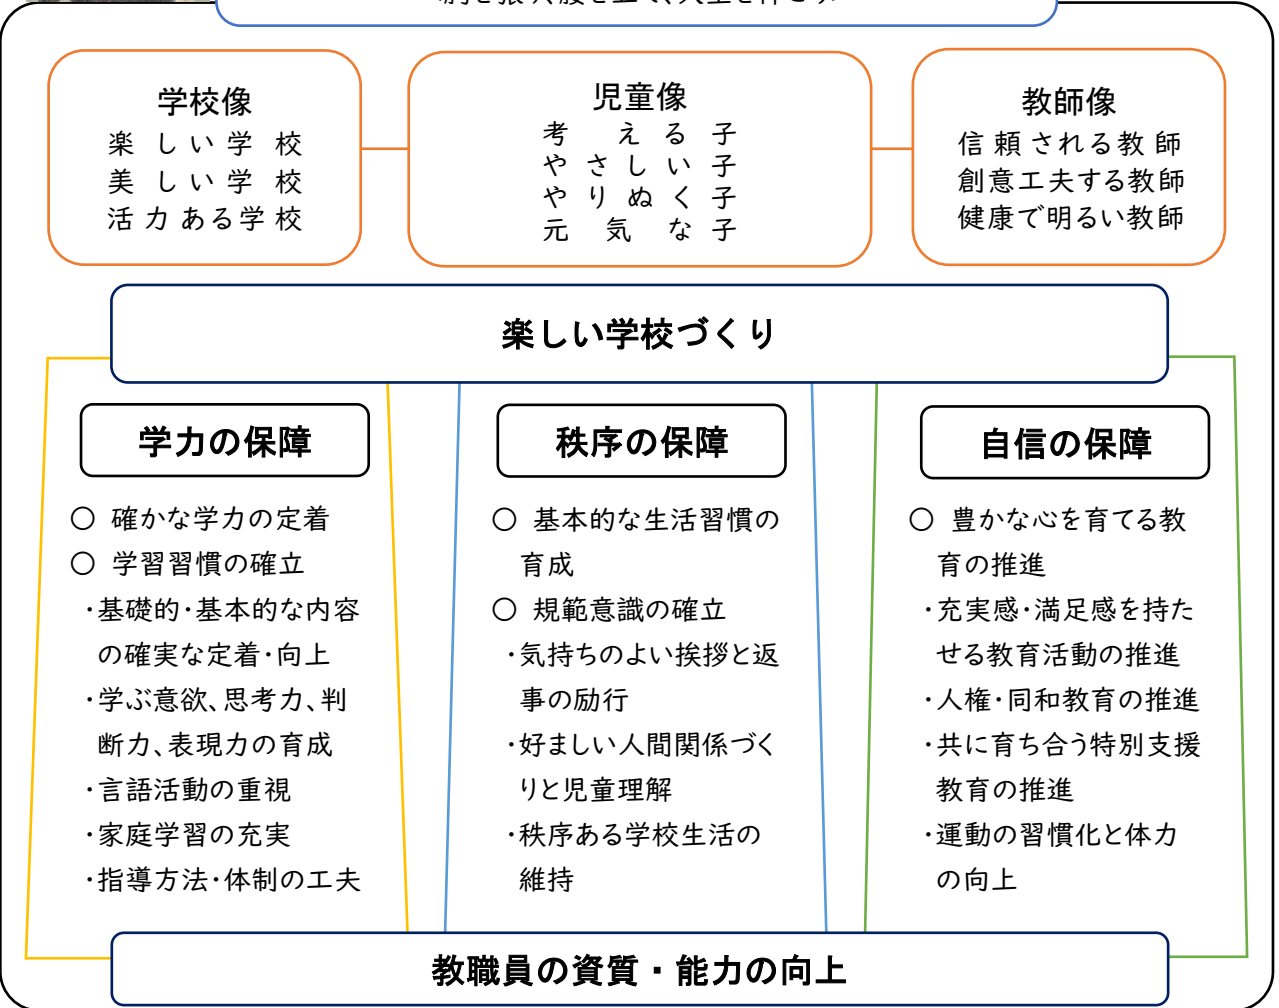 学校像
楽しい学校
美しい学校
活力ある学校
児童像
考える子
やさしい子
やりぬく子
元気な子
教師像
信頼される教師
創意工夫する教師
健康で明るい教師
楽しい学校づくり
学力の保障
○ 確かな学力の定着
○ 学習習慣の確立
・基礎的・基本的な内容
の確実な定着・向上
・学ぶ意欲、思考力、判
断力、表現力の育成
・言語活動の重視
・家庭学習の充実
・指導方法・体制の工夫
秩序の保障
○ 基本的な生活習慣の
育成
○ 規範意識の確立
・気持ちのよい挨拶と返
事の励行
・好ましい人間関係づく
りと児童理解
・秩序ある学校生活の
維持
自信の保障
○ 豊かな心を育てる教
育の推進
・充実感・満足感を持た
せる教育活動の推進
・人権・同和教育の推進
・共に育ち合う特別支援
教育の推進
・運動の習慣化と体力
の向上
教職員の資質・能力の向上